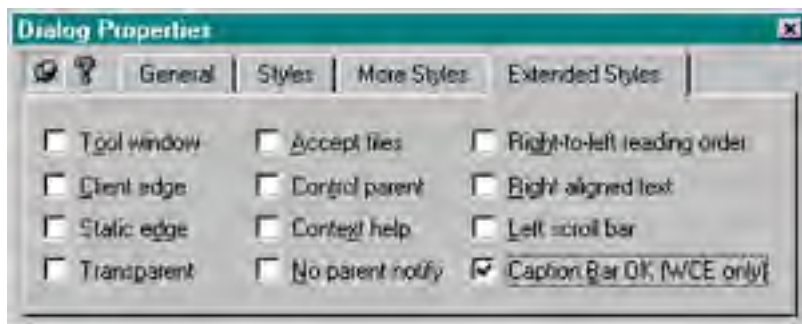 Dialog Properties
General Styles More Styles Extended Styles
Tool window Accept files Right-to-left reading order
Client edge Control parent Right aligned text
Static edge Context help Left scroll bar
Transparent No parent notify Caption Bar OK (WCE only)